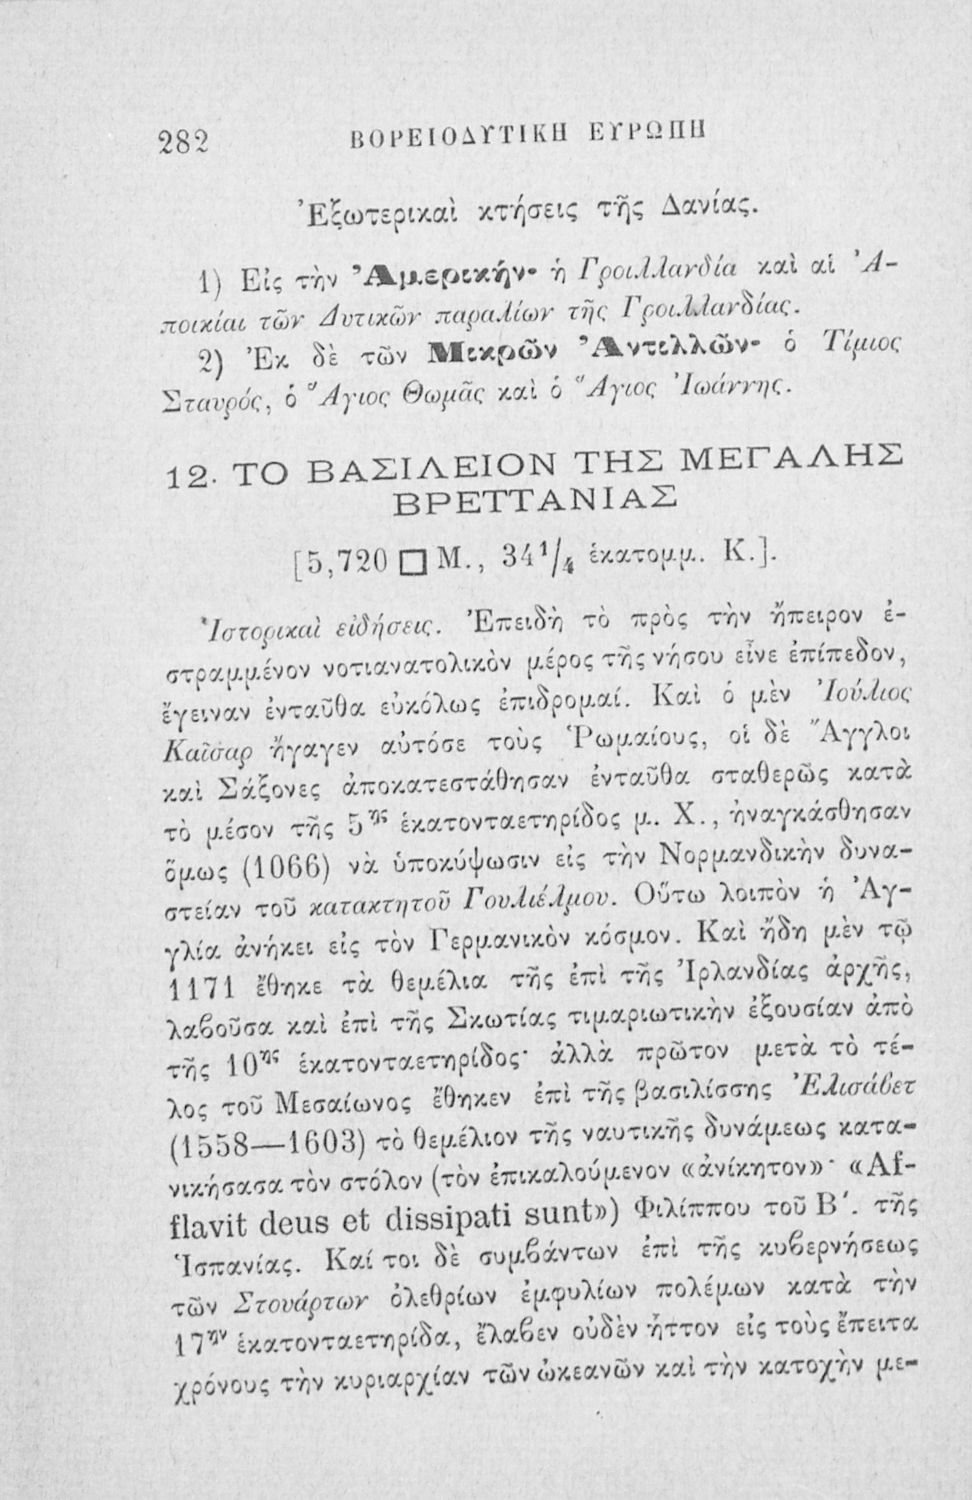 282 ΒΟΡΕΙΟΔΥΤΙΚΗ ΕΥΡΩΠΗ
Ἐξωτερικαὶ κτήσεις τῆς Δανίας.
1) Εἰς τὴν Ἀμερικήν· ἡ Γροιλλανδία καὶ αἱ Ἀ-
ποικίαι τῶν Δυτικῶν παραλίων τῆς Γροιλλανδίας.
2) Ἐκ δὲ τῶν Μικρῶν Ἀντιλλῶν· ὁ Τίμιος
Σταυρός, ὁ Ἅγιος Θωμᾶς καὶ ὁ Ἅγιος Ἰωάννης.
12. ΤΟ ΒΑΣΙΛΕΙΟΝ ΤΗΣ ΜΕΓΑΛΗΣ
ΒΡΕΤΤΑΝΙΑΣ
[5,720 □ Μ., 34¹/₄ ἑκατομμ. Κ.].
Ἱστορικαὶ εἰδήσεις. Ἐπειδὴ τὸ πρὸς τὴν ἤπειρον ἐ-
στραμμένον νοτιανατολικὸν μέρος τῆς νήσου εἶνε ἐπίπεδον,
ἔγειναν ἐνταῦθα εὐκόλως ἐπιδρομαί. Καὶ ὁ μὲν Ἰούλιος
Καῖσαρ ἤγαγεν αὐτόσε τοὺς Ῥωμαίους, οἱ δὲ Ἄγγλοι
καὶ Σάξονες ἀποκατεστάθησαν ἐνταῦθα σταθερῶς κατὰ
τὸ μέσον τῆς 5ης ἑκατονταετηρίδος μ. Χ., ἠναγκάσθησαν
ὅμως (1066) νὰ ὑποκύψωσιν εἰς τὴν Νορμανδικὴν δυνα-
στείαν τοῦ κατακτητοῦ Γουλιέλμου. Οὕτω λοιπὸν ἡ Ἀγ-
γλία ἀνήκει εἰς τὸν Γερμανικὸν κόσμον. Καὶ ἤδη μὲν τῷ
1171 ἔθηκε τὰ θεμέλια τῆς ἐπὶ τῆς Ἰρλανδίας ἀρχῆς,
λαβοῦσα καὶ ἐπὶ τῆς Σκωτίας τιμαριωτικὴν ἐξουσίαν ἀπὸ
τῆς 10ης ἑκατονταετηρίδος· ἀλλὰ πρῶτον μετὰ τὸ τέ-
λος τοῦ Μεσαίωνος ἔθηκεν ἐπὶ τῆς βασιλίσσης Ἐλισάβετ
(1558—1603) τὸ θεμέλιον τῆς ναυτικῆς δυνάμεως κατα-
νικήσασα τὸν στόλον (τὸν ἐπικαλούμενον «ἀνίκητον»· «Af-
flavit deus et dissipati sunt») Φιλίππου τοῦ Β΄. τῆς
Ἱσπανίας. Καί τοι δὲ συμβάντων ἐπὶ τῆς κυβερνήσεως
τῶν Στουάρτων ὀλεθρίων ἐμφυλίων πολέμων κατὰ τὴν
17ην ἑκατονταετηρίδα, ἔλαβεν οὐδὲν ἧττον εἰς τοὺς ἔπειτα
χρόνους τὴν κυριαρχίαν τῶν ὠκεανῶν καὶ τὴν κατοχὴν με-